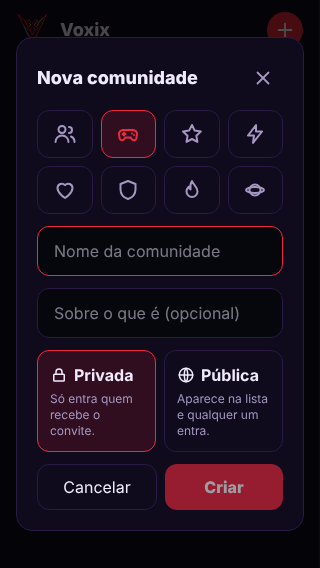 Voxix
Nova comunidade
Nome da comunidade
Sobre o que é (opcional)
Privada
Só entra quem
recebe o
convite.
Pública
Aparece na lista
e qualquer um
entra.
Cancelar
Criar